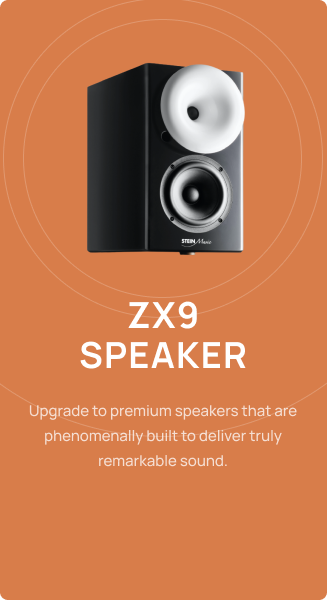 STEIN Music
ZX9
SPEAKER
Upgrade to premium speakers that are
phenomenally built to deliver truly
remarkable sound.